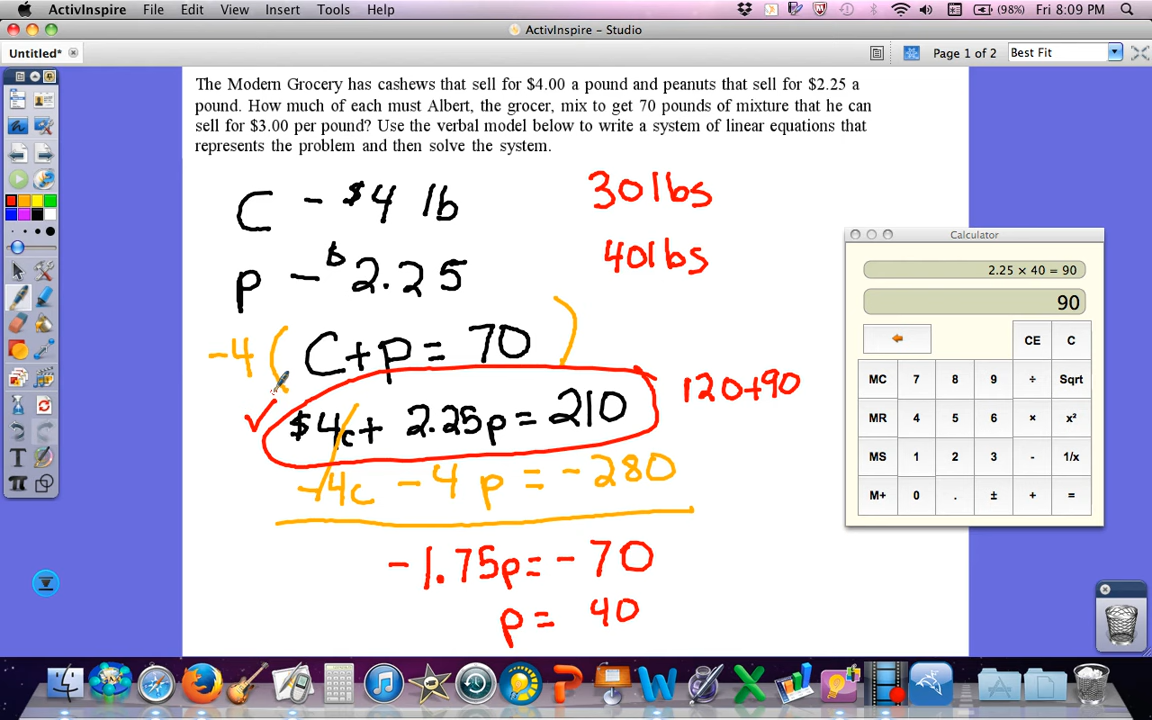 ActivInspire File Edit View Insert Tools Help (98%) Fri 8:09 PM
ActivInspire - Studio
Untitled* Page 1 of 2 Best Fit
The Modern Grocery has cashews that sell for $4.00 a pound and peanuts that sell for $2.25 a
pound. How much of each must Albert, the grocer, mix to get 70 pounds of mixture that he can
sell for $3.00 per pound? Use the verbal model below to write a system of linear equations that
represents the problem and then solve the system.
C - $4 lb 30lbs
p - $2.25 40lbs
-4 ( C+p= 70 )
$4c+ 2.25p = 210 120+90
-4c - 4p = -280
-1.75p = -70
p = 40
Calculator
2.25 × 40 = 90
90
CE C
MC 7 8 9 ÷ Sqrt
MR 4 5 6 × x²
MS 1 2 3 - 1/x
M+ 0 . ± + =